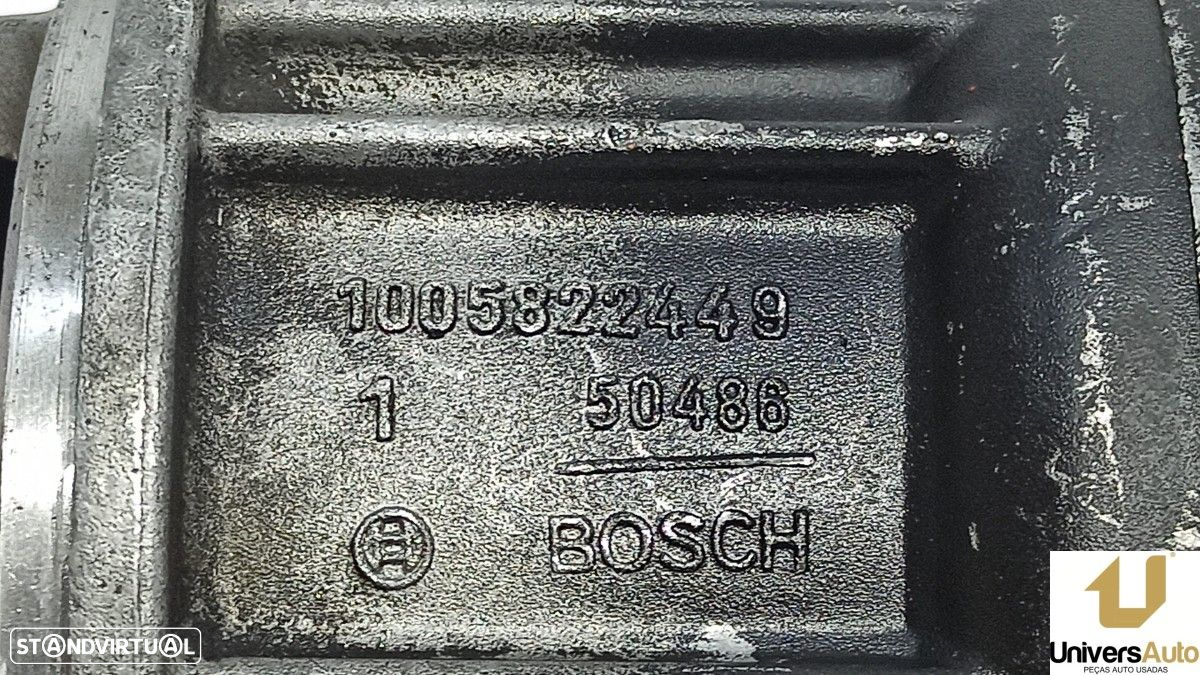 1005822449
1 50486
BOSCH
STANDVIRTUAL
UniversAuto
PEÇAS AUTO USADAS